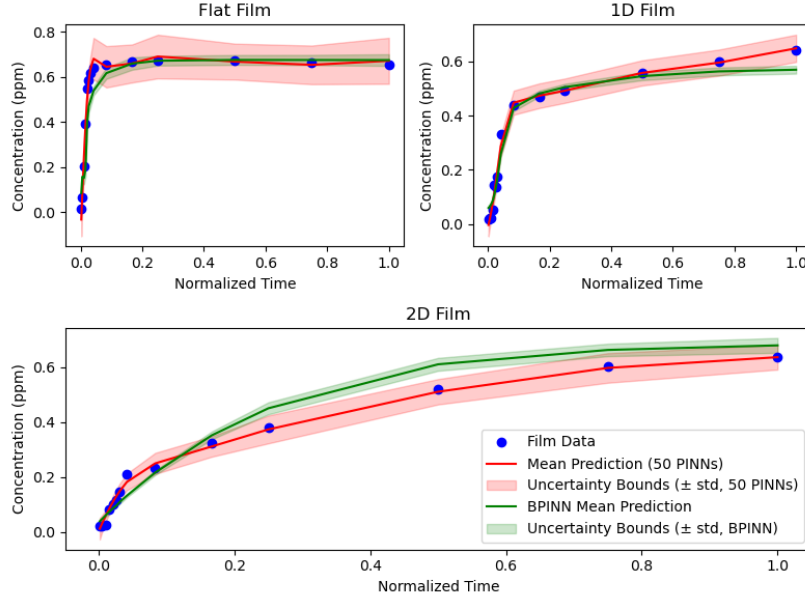 Flat Film
1D Film
0.8
0.6
0.4
0.2
0.0
Concentration (ppm)
0.0 0.2 0.4 0.6 0.8 1.0
Normalized Time
0.6
0.4
0.2
0.0
Concentration (ppm)
0.0 0.2 0.4 0.6 0.8 1.0
Normalized Time
2D Film
0.6
0.4
0.2
0.0
Concentration (ppm)
Film Data
Mean Prediction (50 PINNs)
Uncertainty Bounds (± std, 50 PINNs)
BPINN Mean Prediction
Uncertainty Bounds (± std, BPINN)
0.0 0.2 0.4 0.6 0.8 1.0
Normalized Time